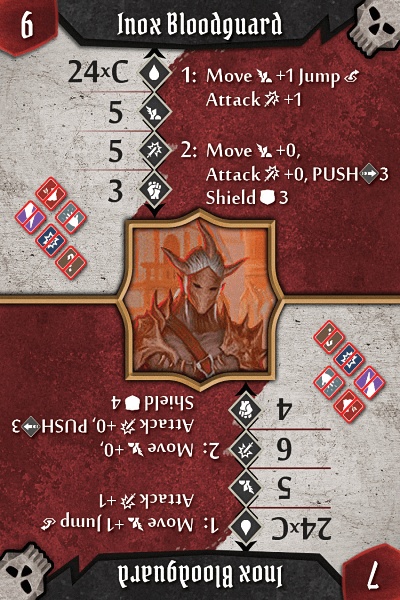 6 Inox Bloodguard
24xC
5
5
3
1: Move +1 Jump
Attack +1
2: Move +0,
Attack +0, PUSH 3
Shield 3
7 Inox Bloodguard
24xC
5
6
4
1: Move +1 Jump
Attack +1
2: Move +0,
Attack +0, PUSH 3
Shield 4